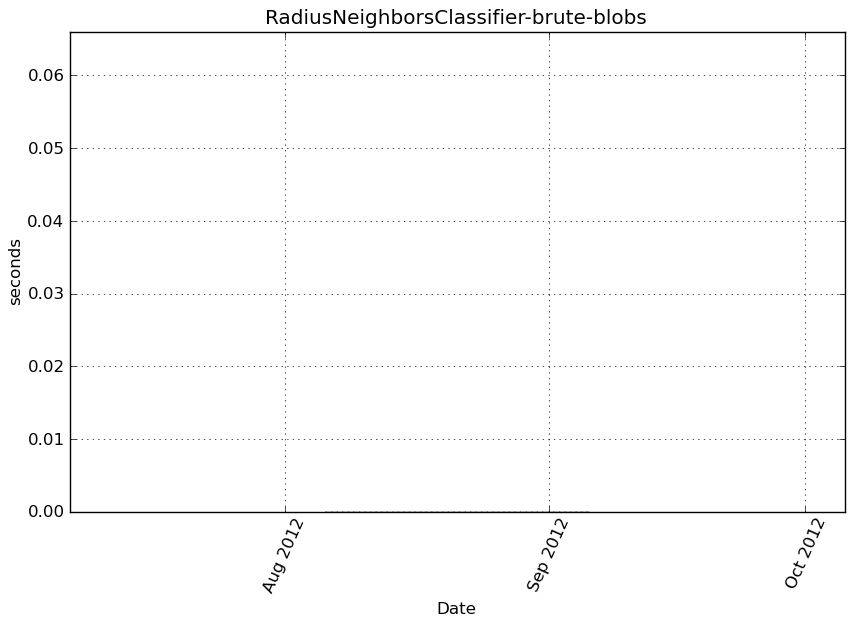 RadiusNeighborsClassifier-brute-blobs
0.06
0.05
0.04
0.03
0.02
0.01
0.00
seconds
Aug 2012
Sep 2012
Oct 2012
Date